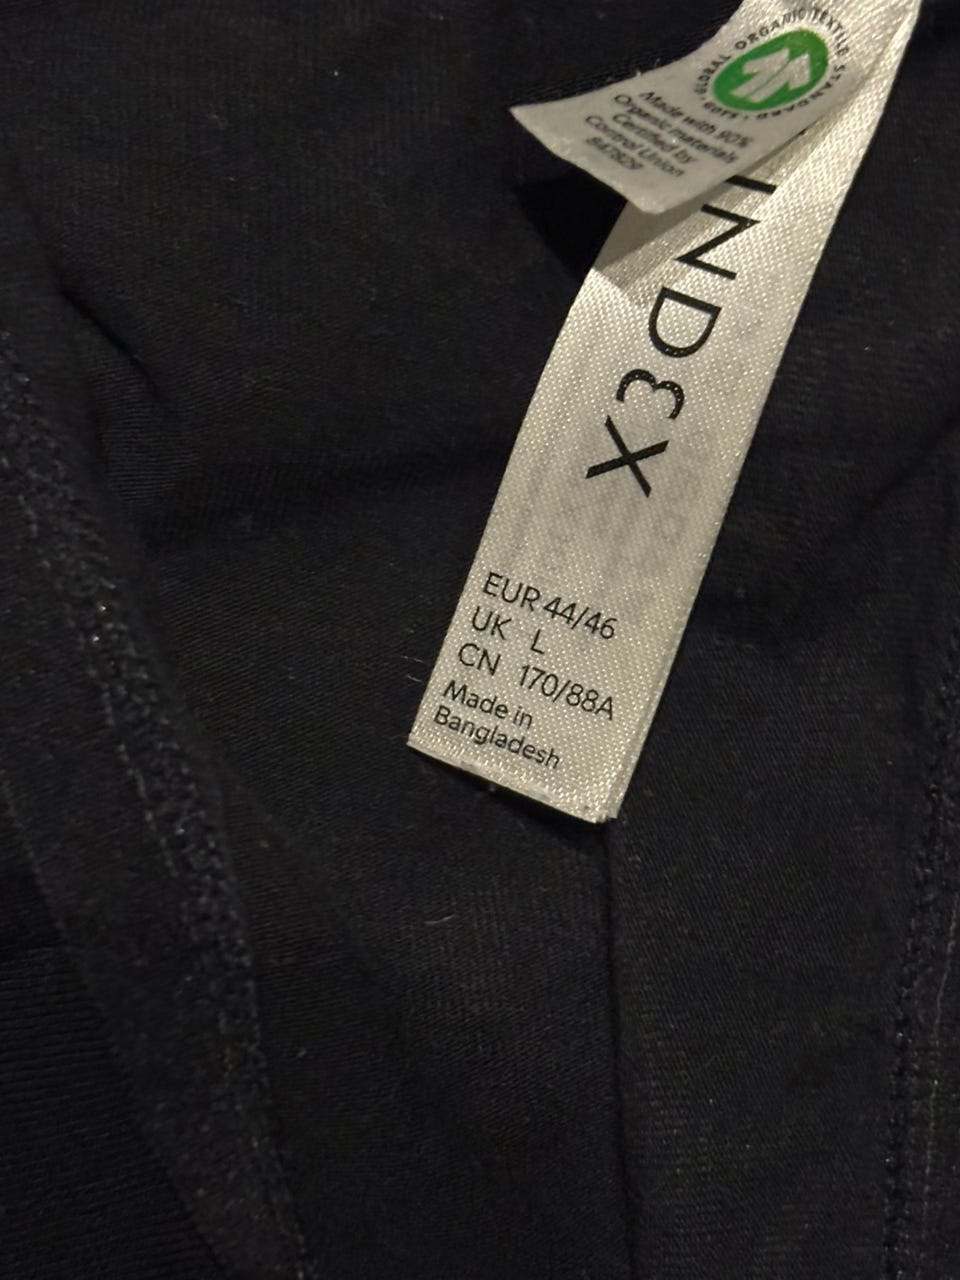 GLOBAL ORGANIC TEXTILE STANDARD · GOTS ·
Made with 90%
Organic materials
Certified by
Control Union
INDEX
EUR 44/46
UK L
CN 170/88A
Made in
Bangladesh